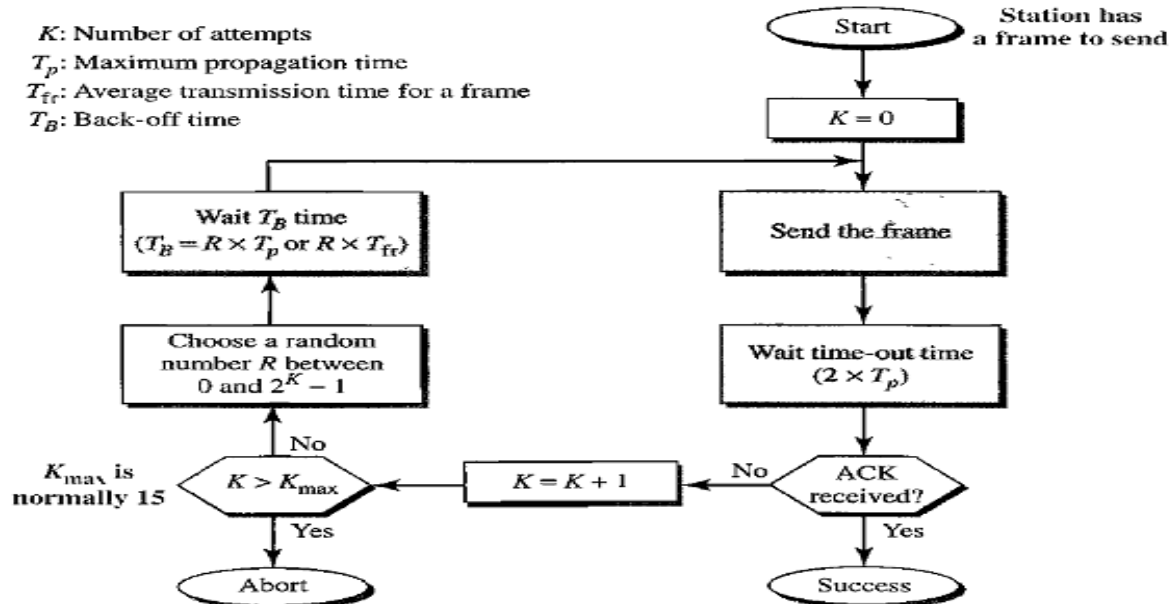 K: Number of attempts
Tp: Maximum propagation time
Tfr: Average transmission time for a frame
TB: Back-off time
Start
Station has
a frame to send
K = 0
Wait TB time
(TB = R × Tp or R × Tfr)
Send the frame
Choose a random
number R between
0 and 2^K − 1
Wait time-out time
(2 × Tp)
Kmax is
normally 15
No
K > Kmax
K = K + 1
No
ACK
received?
Yes
Yes
Abort
Success